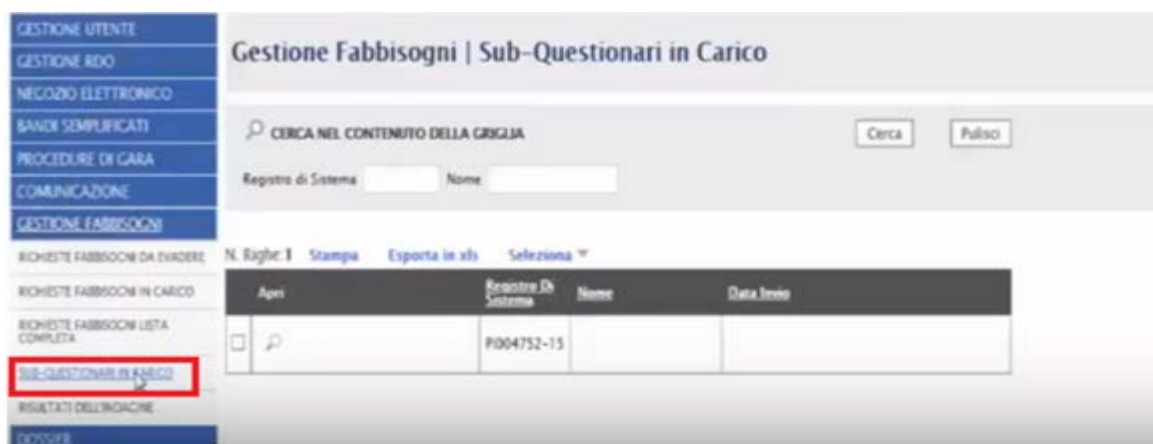 GESTIONE UTENTE
GESTIONE RDO
NEGOZIO ELETTRONICO
BANDI SEMPLIFICATI
PROCEDURE DI GARA
COMUNICAZIONE
GESTIONE FABBISOGNI
RICHIESTE FABBISOGNI DA EVADERE
RICHIESTE FABBISOGNI IN CARICO
RICHIESTE FABBISOGNI LISTA
COMPLETA
SUB-QUESTIONARI IN CARICO
RISULTATI DELL'INDAGINE
DOSSIER
Gestione Fabbisogni | Sub-Questionari in Carico
CERCA NEL CONTENUTO DELLA GRIGLIA
Cerca Pulisci
Registro di Sistema Nome
N. Righe:1 Stampa Esporta in xls Seleziona
Apri Registro Di Sistema Nome Data Invio
PI004752-15